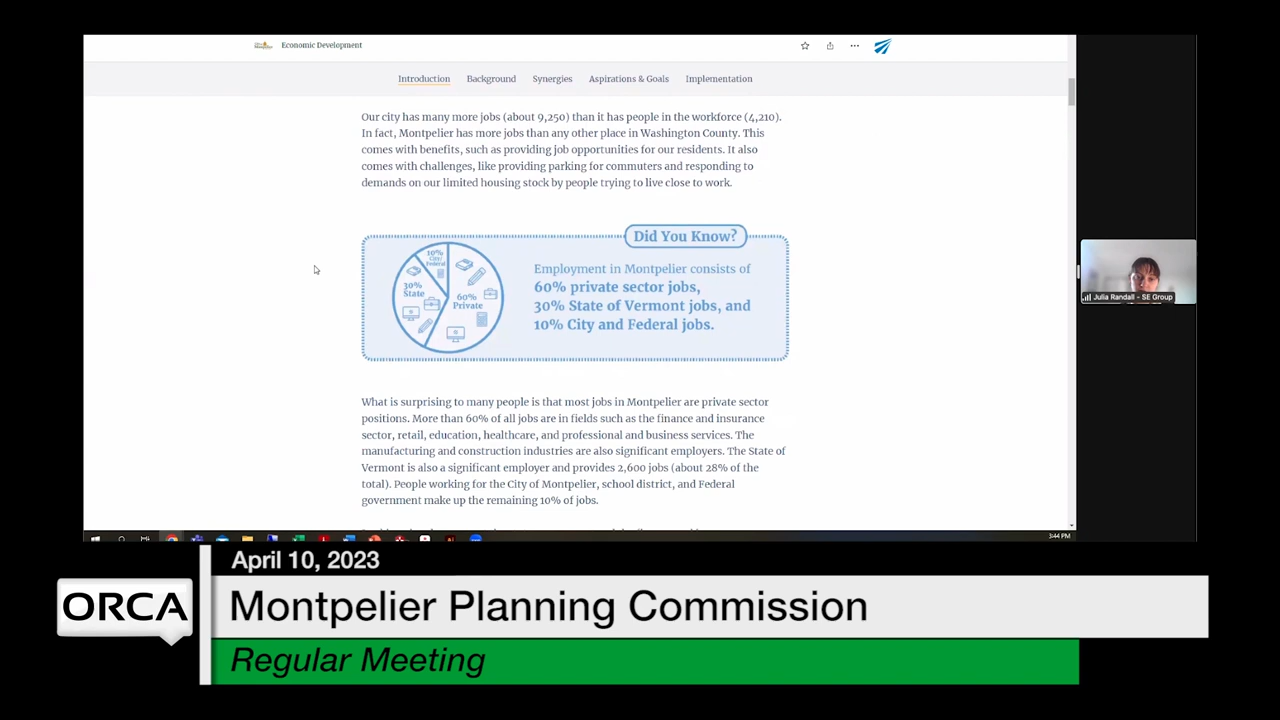 Economic Development
Introduction Background Synergies Aspirations & Goals Implementation
Our city has many more jobs (about 9,250) than it has people in the workforce (4,210).
In fact, Montpelier has more jobs than any other place in Washington County. This
comes with benefits, such as providing job opportunities for our residents. It also
comes with challenges, like providing parking for commuters and responding to
demands on our limited housing stock by people trying to live close to work.
Did You Know?
10%
City/
Federal
30%
State
60%
Private
Employment in Montpelier consists of
60% private sector jobs,
30% State of Vermont jobs, and
10% City and Federal jobs.
Julia Randall - SE Group
What is surprising to many people is that most jobs in Montpelier are private sector
positions. More than 60% of all jobs are in fields such as the finance and insurance
sector, retail, education, healthcare, and professional and business services. The
manufacturing and construction industries are also significant employers. The State of
Vermont is also a significant employer and provides 2,600 jobs (about 28% of the
total). People working for the City of Montpelier, school district, and Federal
government make up the remaining 10% of jobs.
3:44 PM
April 10, 2023
ORCA
Montpelier Planning Commission
Regular Meeting